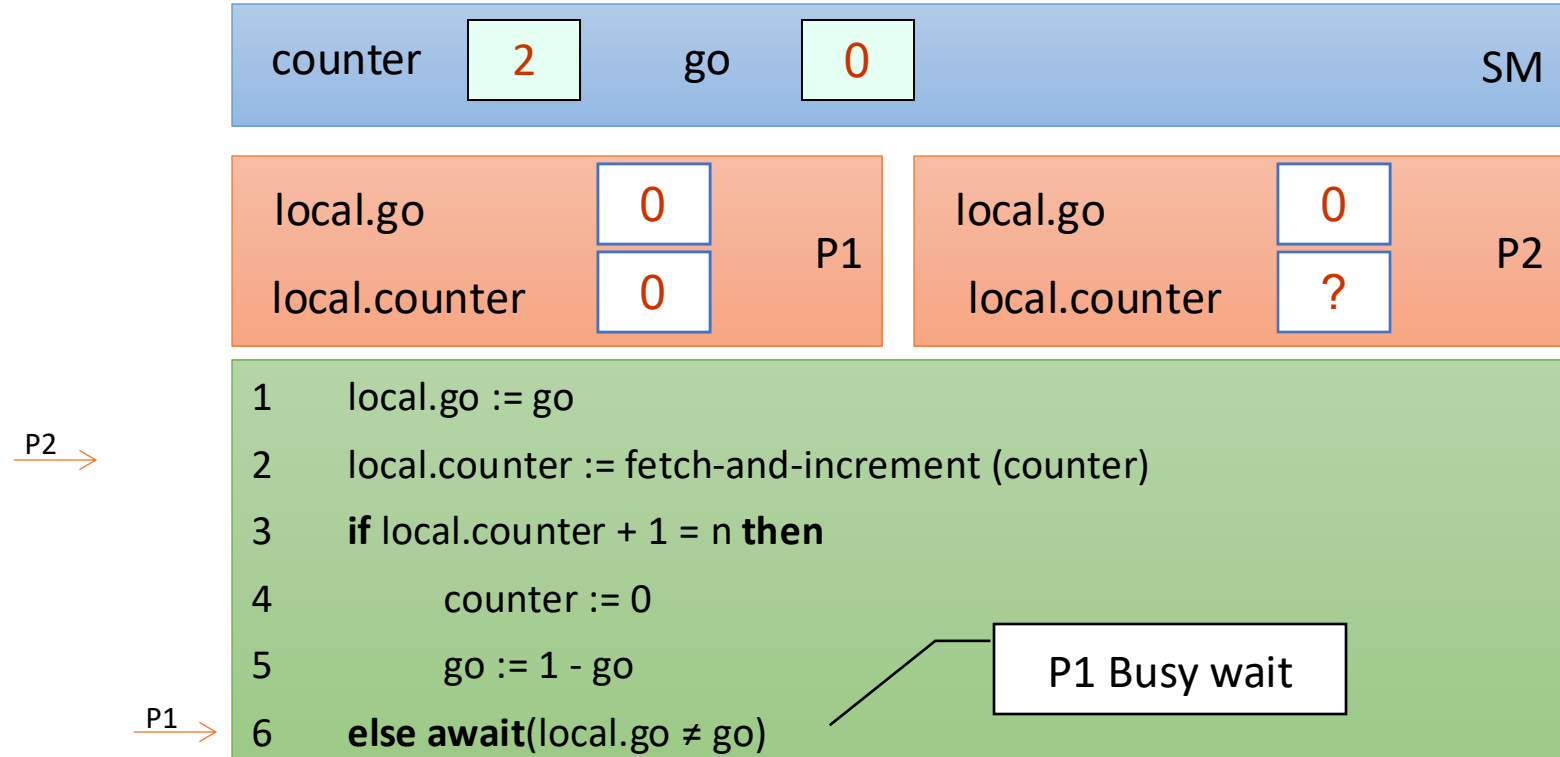 counter 2 go 0 SM
local.go 0 P1 local.go 0 P2
local.counter 0 local.counter ?
1 local.go := go
P2
2 local.counter := fetch-and-increment (counter)
3 if local.counter + 1 = n then
4 counter := 0
5 go := 1 - go
P1 Busy wait
P1
6 else await(local.go ≠ go)